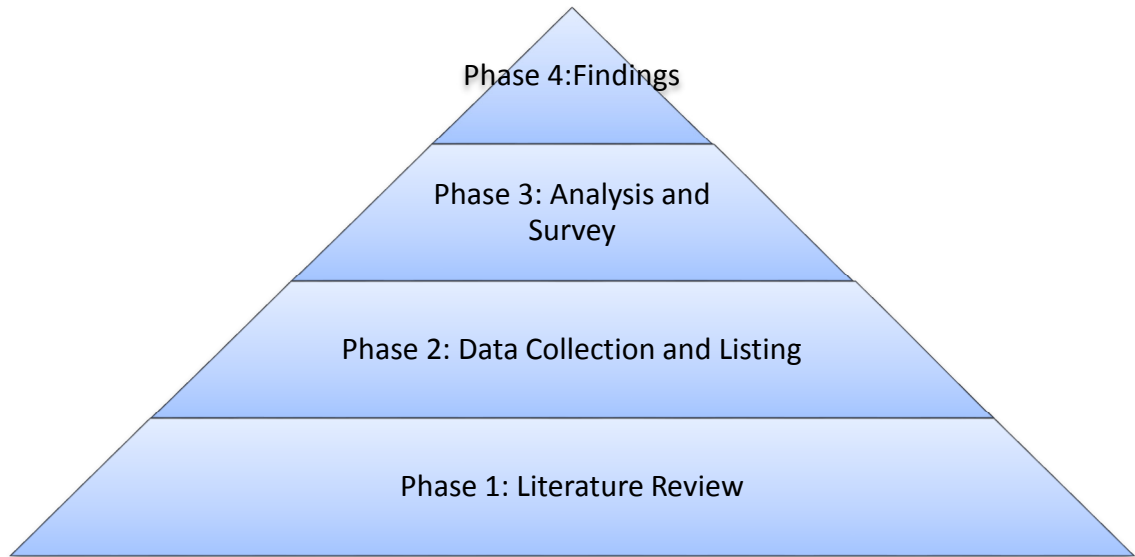 Phase 4:Findings
Phase 3: Analysis and
Survey
Phase 2: Data Collection and Listing
Phase 1: Literature Review